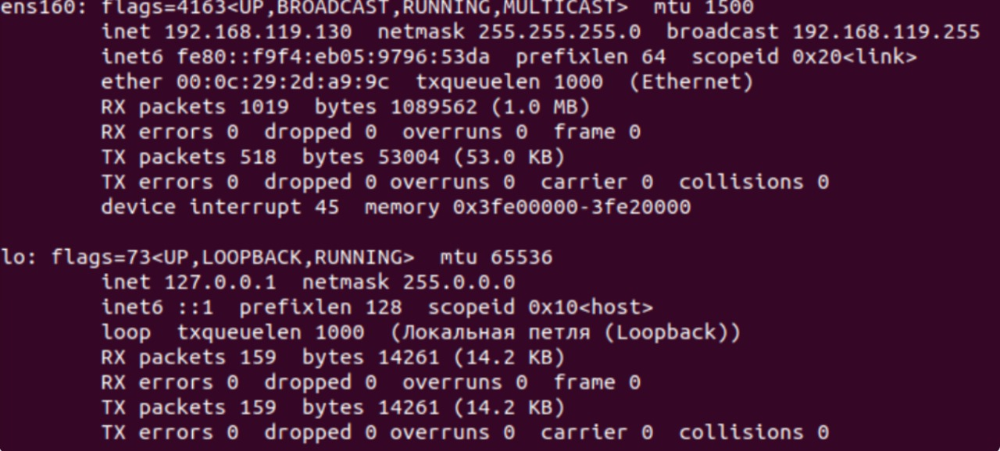 ens160: flags=4163<UP,BROADCAST,RUNNING,MULTICAST>  mtu 1500
        inet 192.168.119.130  netmask 255.255.255.0  broadcast 192.168.119.255
        inet6 fe80::f9f4:eb05:9796:53da  prefixlen 64  scopeid 0x20<link>
        ether 00:0c:29:2d:a9:9c  txqueuelen 1000  (Ethernet)
        RX packets 1019  bytes 1089562 (1.0 MB)
        RX errors 0  dropped 0  overruns 0  frame 0
        TX packets 518  bytes 53004 (53.0 KB)
        TX errors 0  dropped 0 overruns 0  carrier 0  collisions 0
        device interrupt 45  memory 0x3fe00000-3fe20000

lo: flags=73<UP,LOOPBACK,RUNNING>  mtu 65536
        inet 127.0.0.1  netmask 255.0.0.0
        inet6 ::1  prefixlen 128  scopeid 0x10<host>
        loop  txqueuelen 1000  (Локальная петля (Loopback))
        RX packets 159  bytes 14261 (14.2 KB)
        RX errors 0  dropped 0  overruns 0  frame 0
        TX packets 159  bytes 14261 (14.2 KB)
        TX errors 0  dropped 0 overruns 0  carrier 0  collisions 0